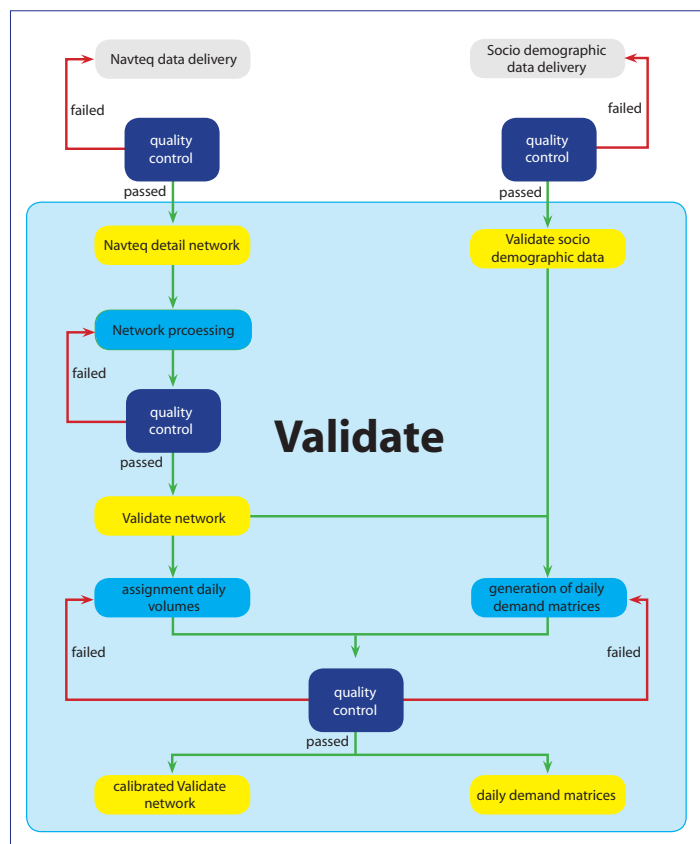 Navteq data delivery
Socio demographic
data delivery
failed
failed
quality
control
quality
control
passed
passed
Navteq detail network
Validate socio
demographic data
Network prcoessing
failed
quality
control
Validate
passed
Validate network
assignment daily
volumes
generation of daily
demand matrices
failed
failed
quality
control
passed
calibrated Validate
network
daily demand matrices